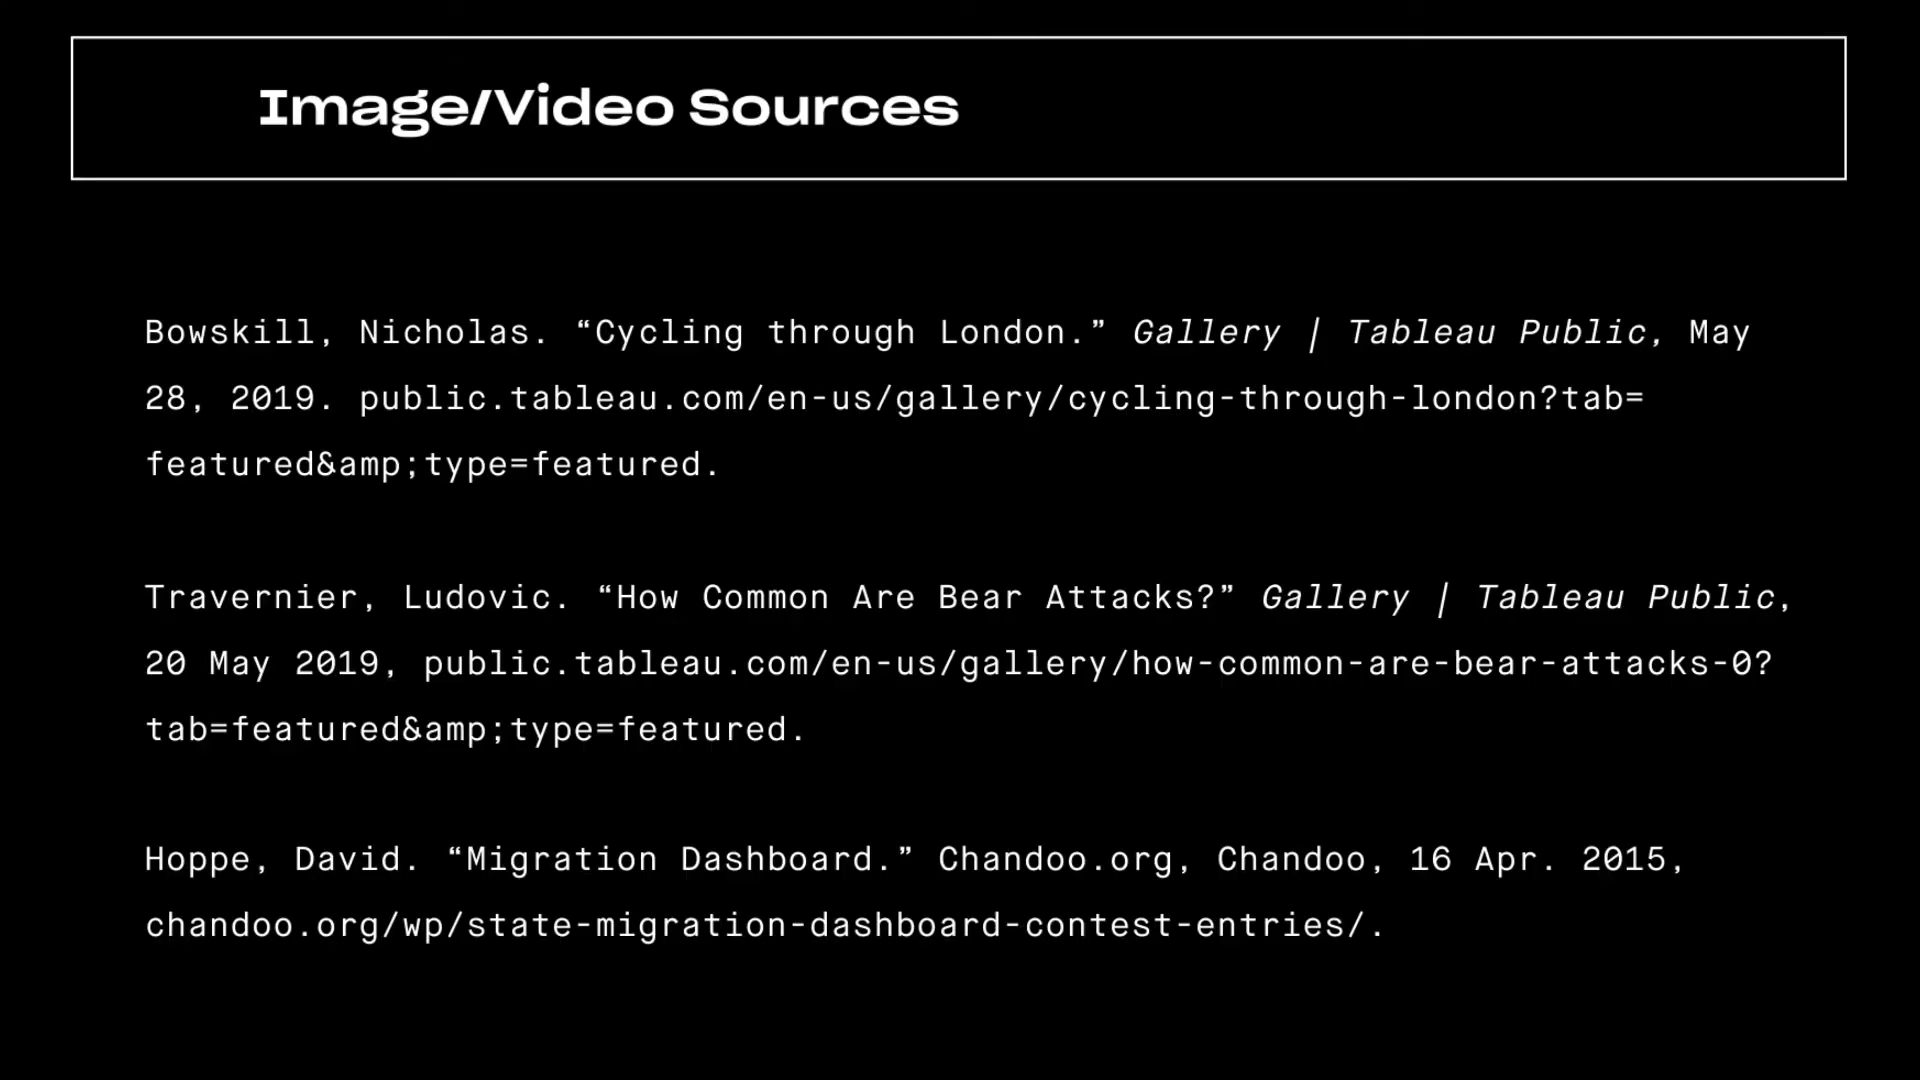 Image/Video Sources
Bowskill, Nicholas. “Cycling through London.” Gallery | Tableau Public, May
28, 2019. public.tableau.com/en-us/gallery/cycling-through-london?tab=
featured&amp;type=featured.
Travernier, Ludovic. “How Common Are Bear Attacks?” Gallery | Tableau Public,
20 May 2019, public.tableau.com/en-us/gallery/how-common-are-bear-attacks-0?
tab=featured&amp;type=featured.
Hoppe, David. “Migration Dashboard.” Chandoo.org, Chandoo, 16 Apr. 2015,
chandoo.org/wp/state-migration-dashboard-contest-entries/.